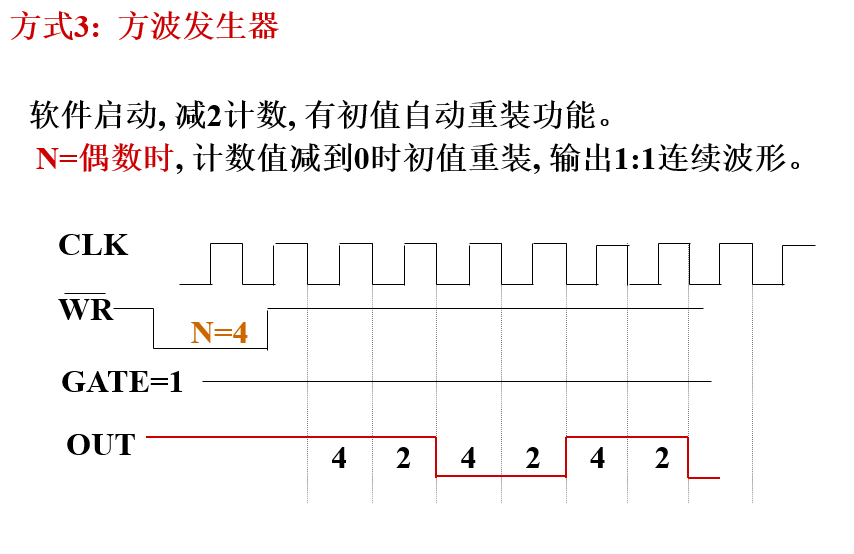 方式3: 方波发生器
软件启动, 减2计数, 有初值自动重装功能。
N=偶数时, 计数值减到0时初值重装, 输出1:1连续波形。
CLK
WR
N=4
GATE=1
OUT
4 2 4 2 4 2